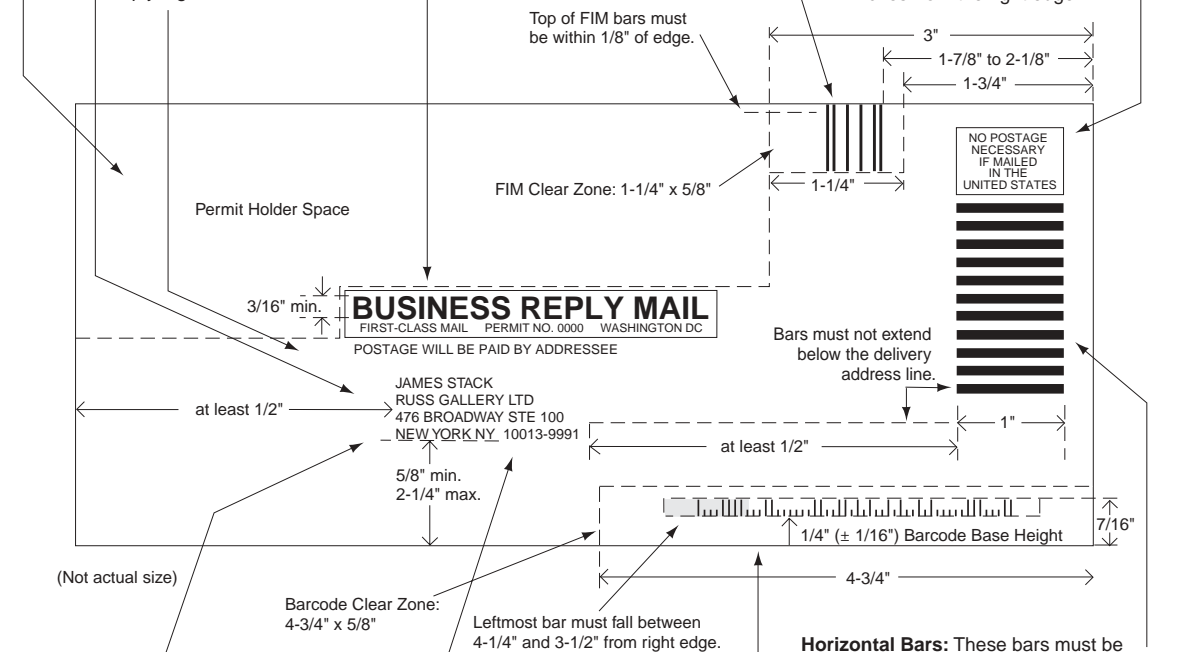 Top of FIM bars must
be within 1/8" of edge.
3"
1-7/8" to 2-1/8"
1-3/4"
NO POSTAGE
NECESSARY
IF MAILED
IN THE
UNITED STATES
FIM Clear Zone: 1-1/4" x 5/8"
1-1/4"
Permit Holder Space
3/16" min.
BUSINESS REPLY MAIL
FIRST-CLASS MAIL PERMIT NO. 0000 WASHINGTON DC
POSTAGE WILL BE PAID BY ADDRESSEE
Bars must not extend
below the delivery
address line.
JAMES STACK
RUSS GALLERY LTD
476 BROADWAY STE 100
NEW YORK NY 10013-9991
at least 1/2"
1"
at least 1/2"
5/8" min.
2-1/4" max.
7/16"
1/4" (± 1/16") Barcode Base Height
(Not actual size)
4-3/4"
Barcode Clear Zone:
4-3/4" x 5/8"
Leftmost bar must fall between
4-1/4" and 3-1/2" from right edge.
Horizontal Bars: These bars must be